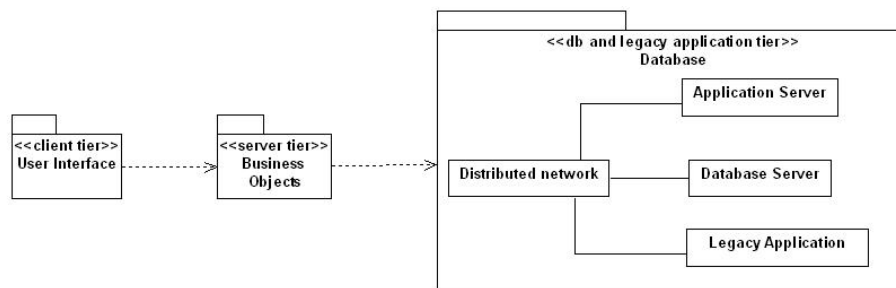 <<client tier>>
User Interface
<<server tier>>
Business
Objects
<<db and legacy application tier>>
Database
Application Server
Distributed network
Database Server
Legacy Application